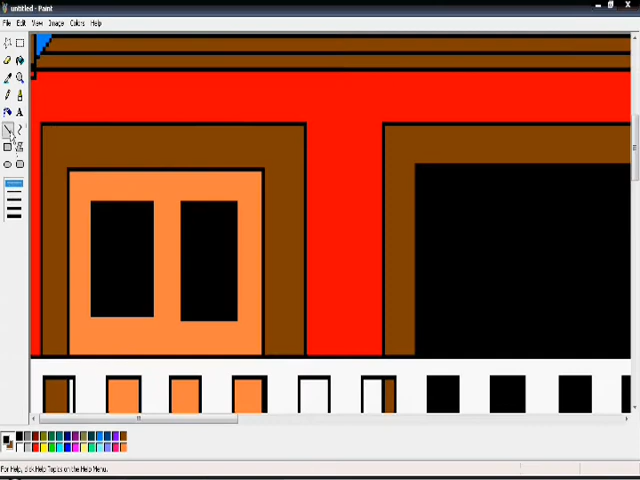 untitled - Paint
File Edit View Image Colors Help
A
For Help, click Help Topics on the Help Menu.